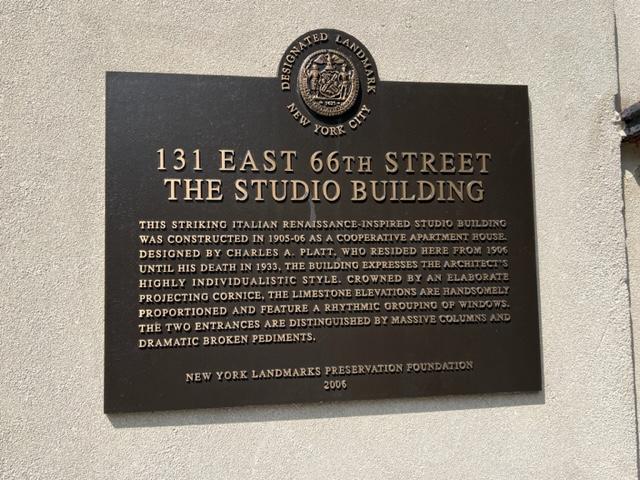 DESIGNATED LANDMARK
NEW YORK CITY
131 EAST 66TH STREET
THE STUDIO BUILDING
THIS STRIKING ITALIAN RENAISSANCE-INSPIRED STUDIO BUILDING
WAS CONSTRUCTED IN 1905-06 AS A COOPERATIVE APARTMENT HOUSE.
DESIGNED BY CHARLES A. PLATT, WHO RESIDED HERE FROM 1906
UNTIL HIS DEATH IN 1933, THE BUILDING EXPRESSES THE ARCHITECT'S
HIGHLY INDIVIDUALISTIC STYLE. CROWNED BY AN ELABORATE
PROJECTING CORNICE, THE LIMESTONE ELEVATIONS ARE HANDSOMELY
PROPORTIONED AND FEATURE A RHYTHMIC GROUPING OF WINDOWS.
THE TWO ENTRANCES ARE DISTINGUISHED BY MASSIVE COLUMNS AND
DRAMATIC BROKEN PEDIMENTS.
NEW YORK LANDMARKS PRESERVATION FOUNDATION
2006